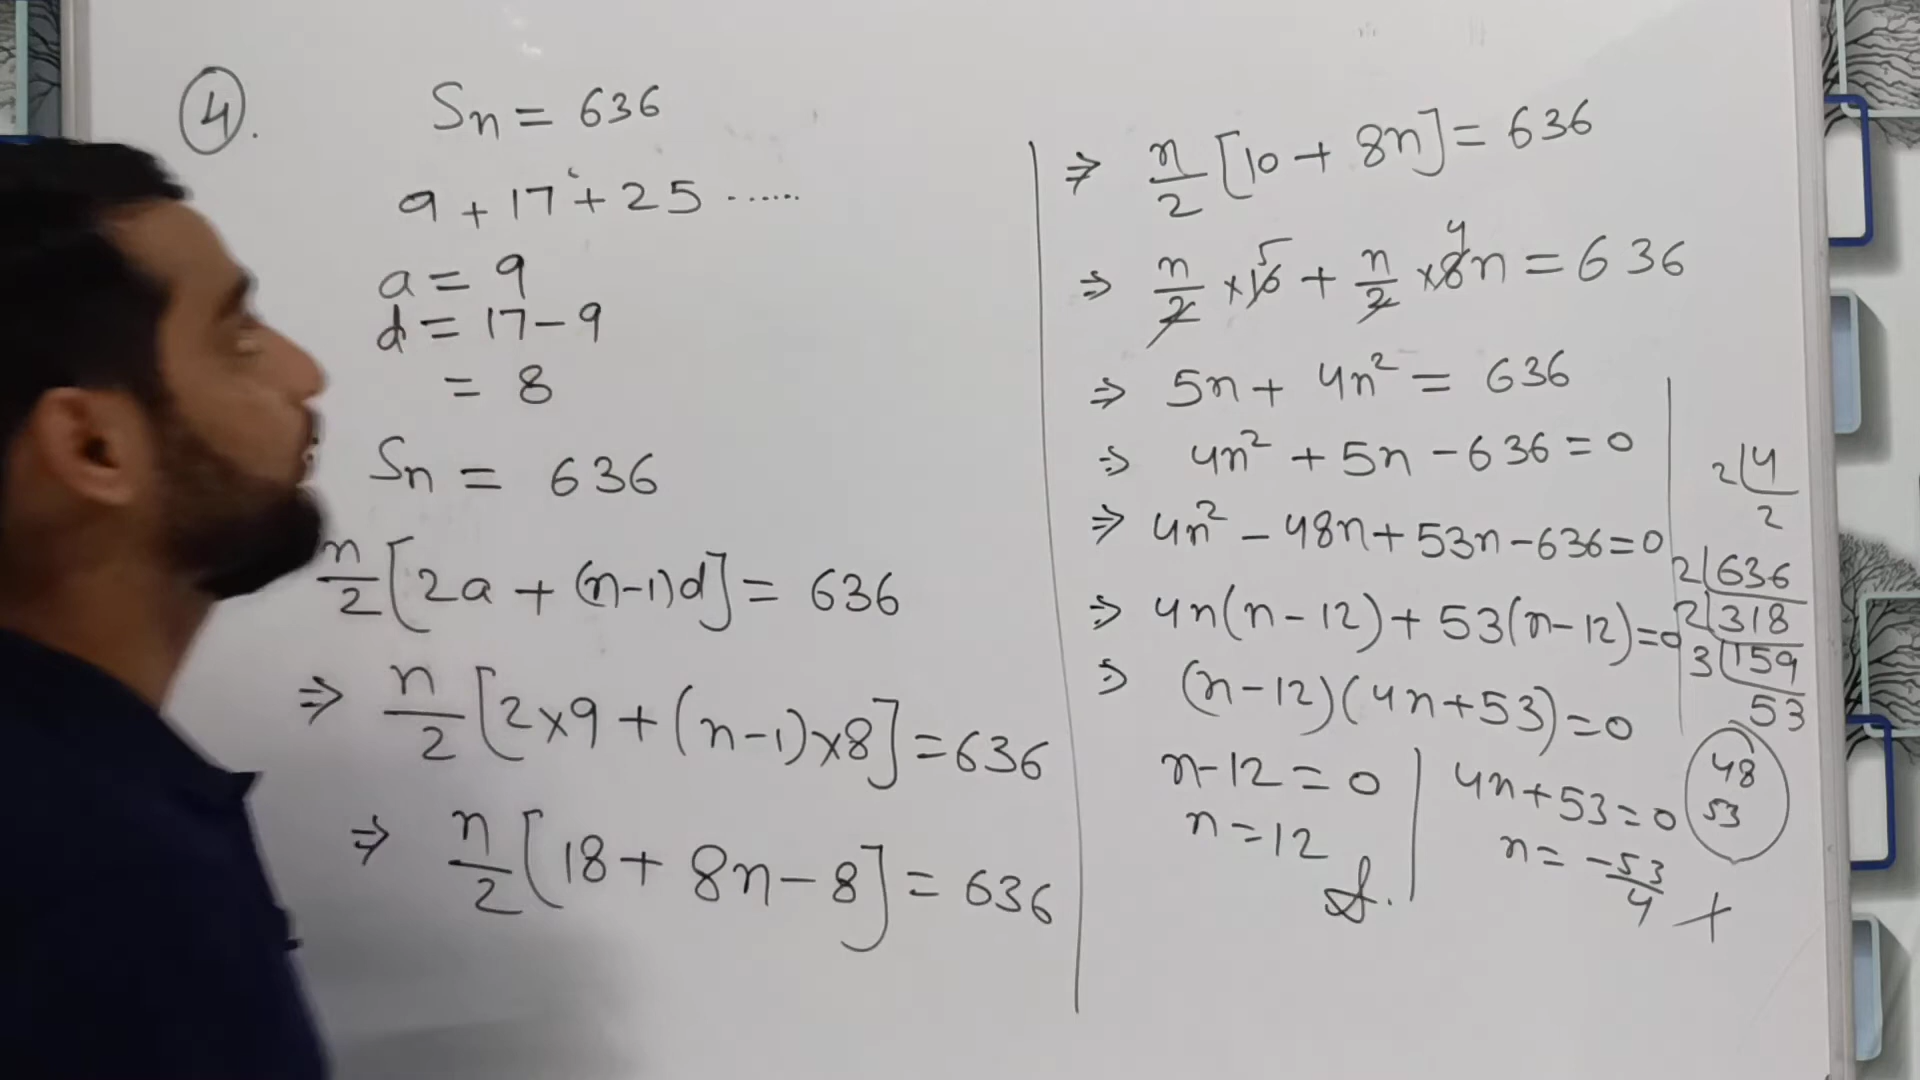 4.
Sn = 636
9 + 17 + 25 ......
a = 9
d = 17 - 9
= 8
Sn = 636
n/2 [2a + (n-1)d] = 636
⇒ n/2 [2×9 + (n-1)×8] = 636
⇒ n/2 [18 + 8n - 8] = 636
⇒ n/2 [10 + 8n] = 636
⇒ n/2 × 10 5 + n/2 × 8 4 n = 636
⇒ 5n + 4n² = 636
⇒ 4n² + 5n - 636 = 0
⇒ 4n² - 48n + 53n - 636 = 0
⇒ 4n(n - 12) + 53(n - 12) = 0
⇒ (n - 12)(4n + 53) = 0
n - 12 = 0
n = 12
4n + 53 = 0
n = -53/4 ×
2 | 4
2
2 | 636
2 | 318
3 | 159
53
48
53